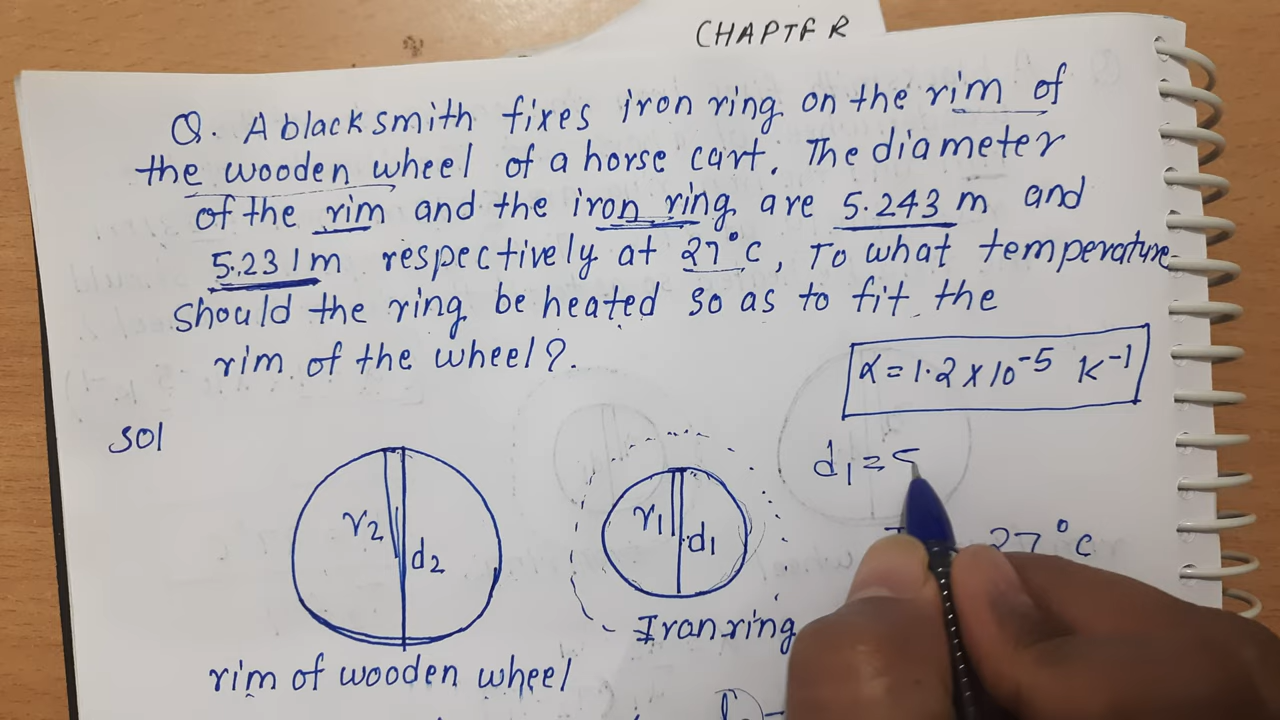 CHAPTER
Q. A blacksmith fixes iron ring on the rim of
the wooden wheel of a horse cart. The diameter
of the rim and the iron ring are 5.243 m and
5.231m respectively at 27°c, To what temperature
should the ring be heated so as to fit the
rim of the wheel?.
α = 1.2 x 10⁻⁵ K⁻¹
Sol
d₁ = 5
r₂
d₂
r₁
d₁
27°c
Iranring
rim of wooden wheel